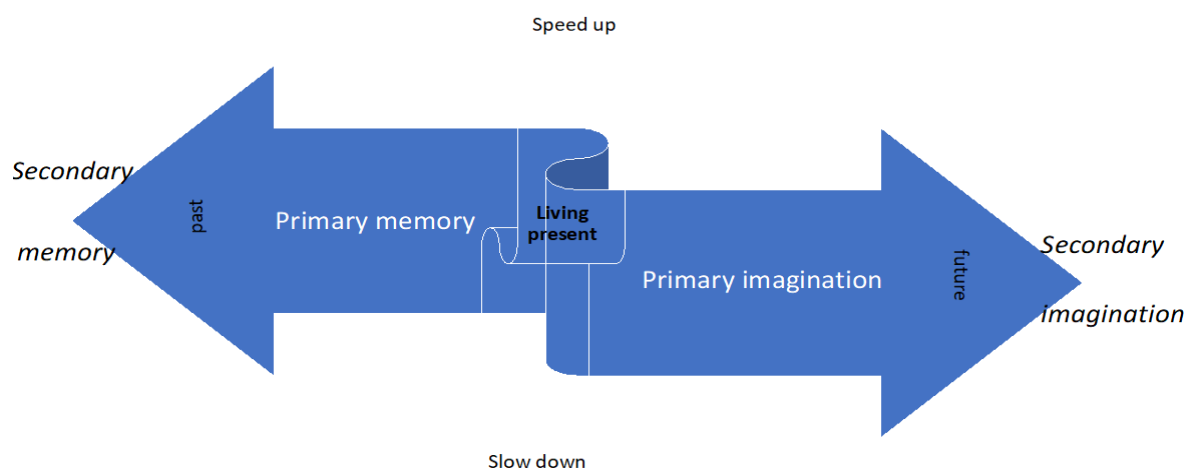 Speed up
Secondary
memory
past
Primary memory
Living
present
Primary imagination
future
Secondary
imagination
Slow down